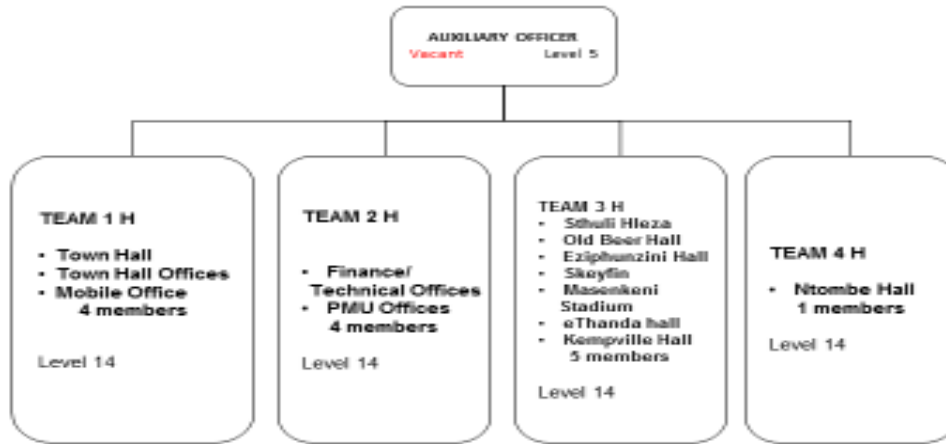 AUXILIARY OFFICER
Vacant Level 5
TEAM 1 H
• Town Hall
• Town Hall Offices
• Mobile Office
4 members
Level 14
TEAM 2 H
• Finance/
Technical Offices
• PMU Offices
4 members
Level 14
TEAM 3 H
• Sthuli Hleza
• Old Beer Hall
• Eziphunzini Hall
• Skeyfin
• Masenkeni
Stadium
• eThanda hall
• Kempville Hall
5 members
Level 14
TEAM 4 H
• Ntombe Hall
1 members
Level 14